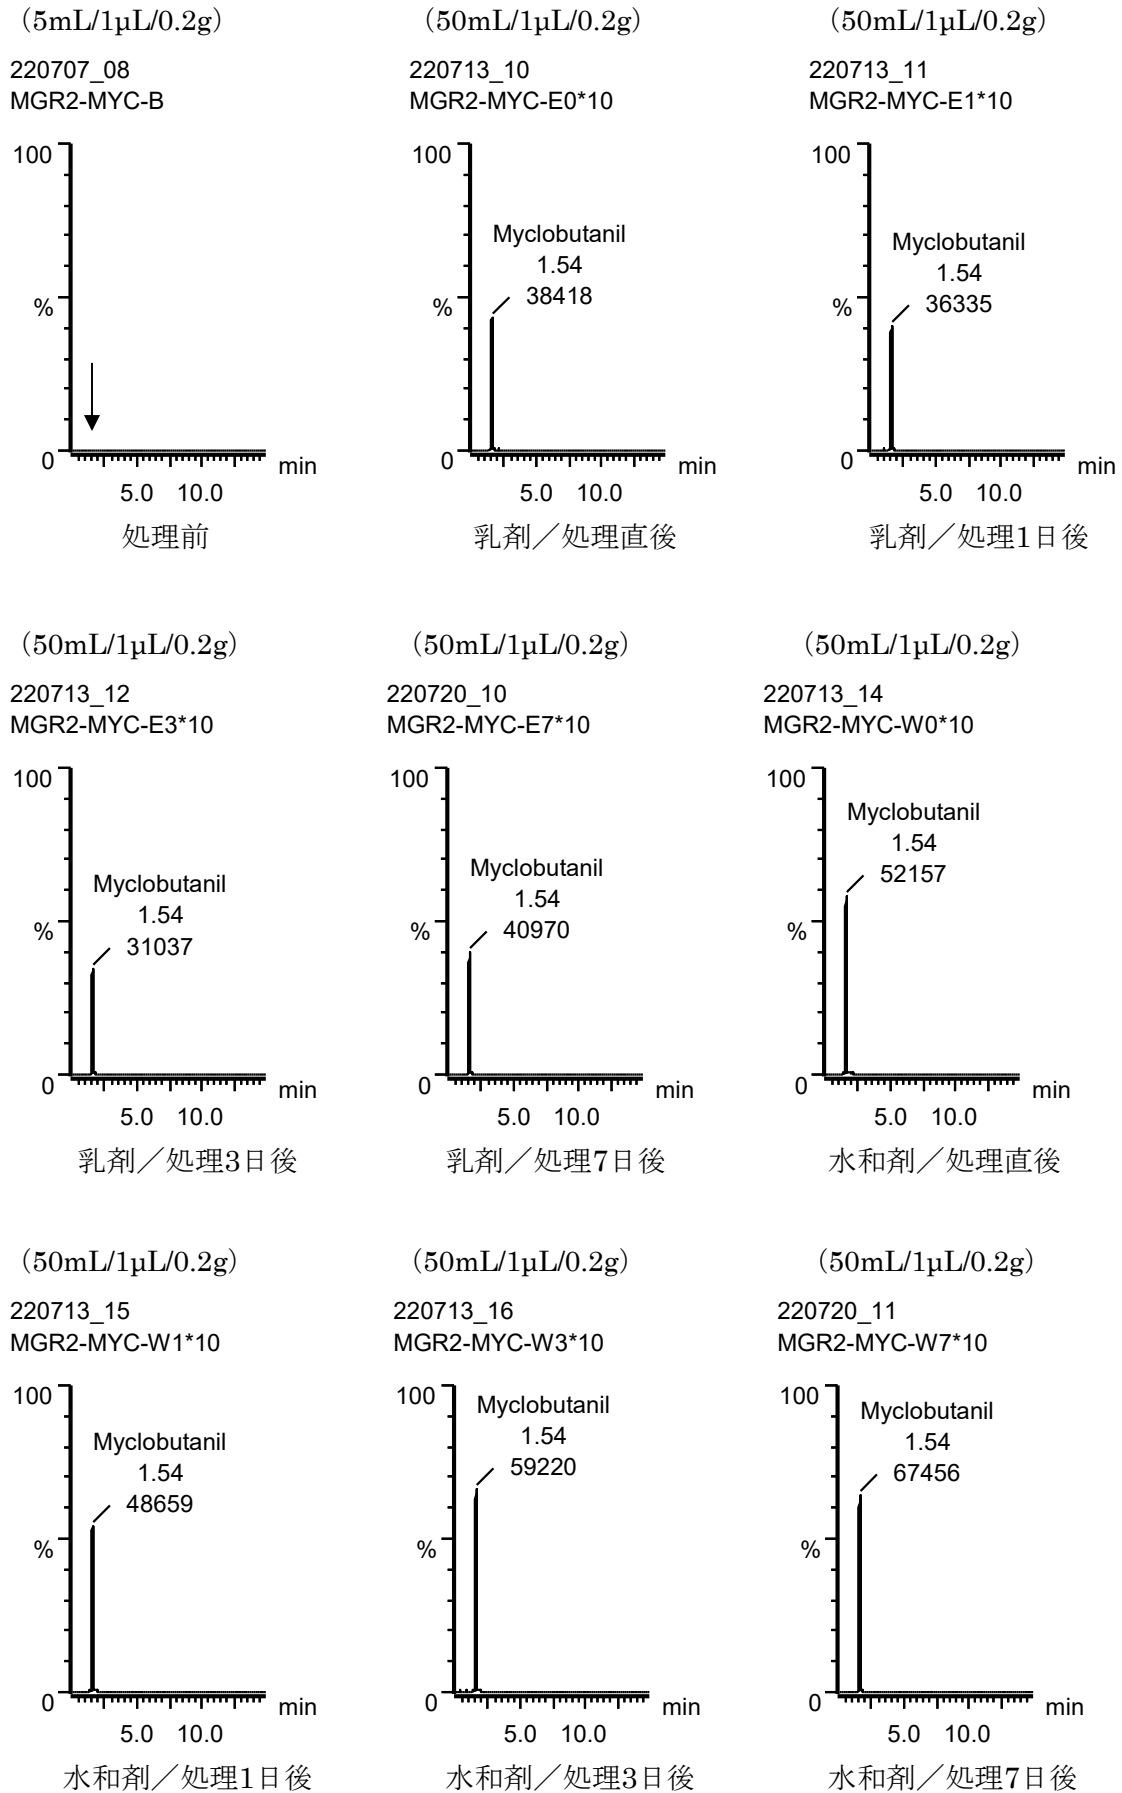 （5mL/1µL/0.2g）
220707_08
MGR2-MYC-B
100
%
0
min
5.0 10.0
処理前
（50mL/1µL/0.2g）
220713_10
MGR2-MYC-E0*10
100
Myclobutanil
1.54
38418
%
0
min
5.0 10.0
乳剤／処理直後
（50mL/1µL/0.2g）
220713_11
MGR2-MYC-E1*10
100
Myclobutanil
1.54
36335
%
0
min
5.0 10.0
乳剤／処理1日後
（50mL/1µL/0.2g）
220713_12
MGR2-MYC-E3*10
100
Myclobutanil
1.54
31037
%
0
min
5.0 10.0
乳剤／処理3日後
（50mL/1µL/0.2g）
220720_10
MGR2-MYC-E7*10
100
Myclobutanil
1.54
40970
%
0
min
5.0 10.0
乳剤／処理7日後
（50mL/1µL/0.2g）
220713_14
MGR2-MYC-W0*10
100
Myclobutanil
1.54
52157
%
0
min
5.0 10.0
水和剤／処理直後
（50mL/1µL/0.2g）
220713_15
MGR2-MYC-W1*10
100
Myclobutanil
1.54
48659
%
0
min
5.0 10.0
水和剤／処理1日後
（50mL/1µL/0.2g）
220713_16
MGR2-MYC-W3*10
100
Myclobutanil
1.54
59220
%
0
min
5.0 10.0
水和剤／処理3日後
（50mL/1µL/0.2g）
220720_11
MGR2-MYC-W7*10
100
Myclobutanil
1.54
67456
%
0
min
5.0 10.0
水和剤／処理7日後